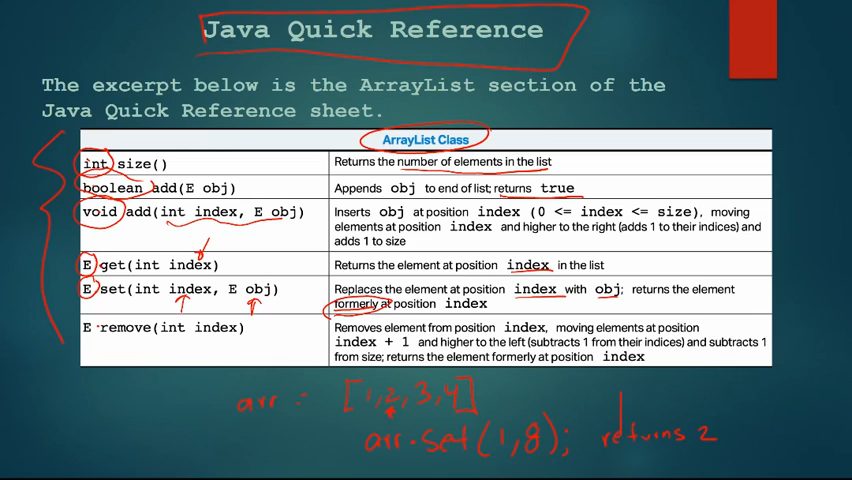 Java Quick Reference
The excerpt below is the ArrayList section of the
Java Quick Reference sheet.
ArrayList Class
int size()
Returns the number of elements in the list
boolean add(E obj)
Appends obj to end of list; returns true
void add(int index, E obj)
Inserts obj at position index (0 <= index <= size), moving
elements at position index and higher to the right (adds 1 to their indices) and
adds 1 to size
E get(int index)
Returns the element at position index in the list
E set(int index, E obj)
Replaces the element at position index with obj; returns the element
formerly at position index
E remove(int index)
Removes element from position index, moving elements at position
index + 1 and higher to the left (subtracts 1 from their indices) and subtracts 1
from size; returns the element formerly at position index
arr = [1,2,3,4]
arr.set(1,8); returns 2